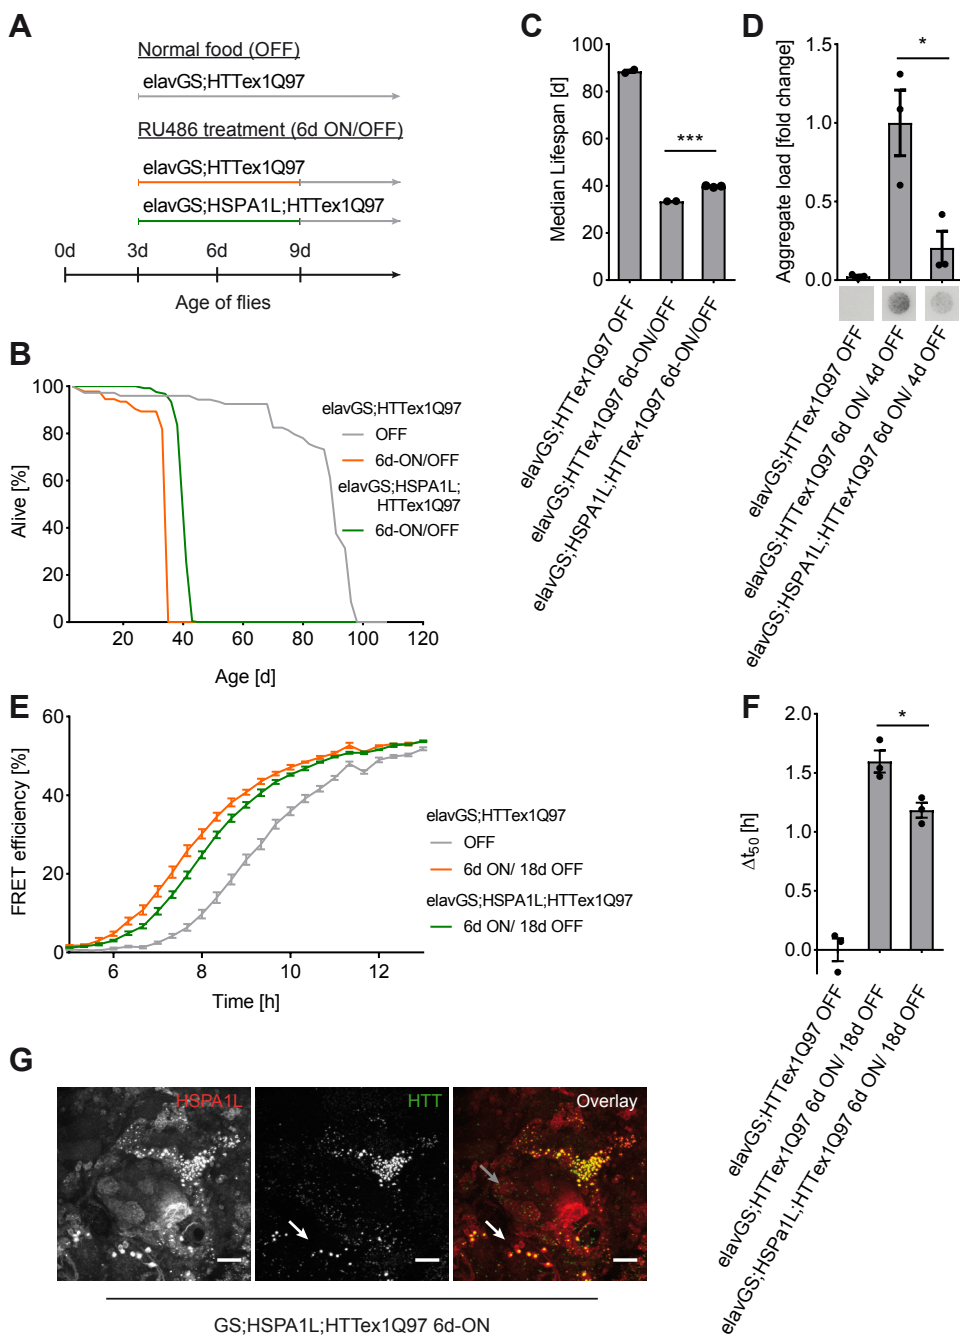 A
Normal food (OFF)
elavGS;HTTex1Q97
RU486 treatment (6d ON/OFF)
elavGS;HTTex1Q97
elavGS;HSPA1L;HTTex1Q97
0d 3d 6d 9d
Age of flies
B
Alive [%]
100
80
60
40
20
0
20 40 60 80 100 120
Age [d]
elavGS;HTTex1Q97
OFF
6d-ON/OFF
elavGS;HSPA1L;
HTTex1Q97
6d-ON/OFF
C
Median Lifespan [d]
100
80
60
40
20
0
***
elavGS;HTTex1Q97 OFF
elavGS;HTTex1Q97 6d-ON/OFF
elavGS;HSPA1L;HTTex1Q97 6d-ON/OFF
D
Aggregate load [fold change]
1.5
1.0
0.5
0.0
*
elavGS;HTTex1Q97 OFF
elavGS;HTTex1Q97 6d ON/ 4d OFF
elavGS;HSPA1L;HTTex1Q97 6d ON/ 4d OFF
E
FRET efficiency [%]
60
40
20
0
6 8 10 12
Time [h]
elavGS;HTTex1Q97
OFF
6d ON/ 18d OFF
elavGS;HSPA1L;HTTex1Q97
6d ON/ 18d OFF
F
Δt50 [h]
2.0
1.5
1.0
0.5
0.0
*
elavGS;HTTex1Q97 OFF
elavGS;HTTex1Q97 6d ON/ 18d OFF
elavGS;HSPa1L;HTTex1Q97 6d ON/ 18d OFF
G
HSPA1L
HTT
Overlay
GS;HSPA1L;HTTex1Q97 6d-ON